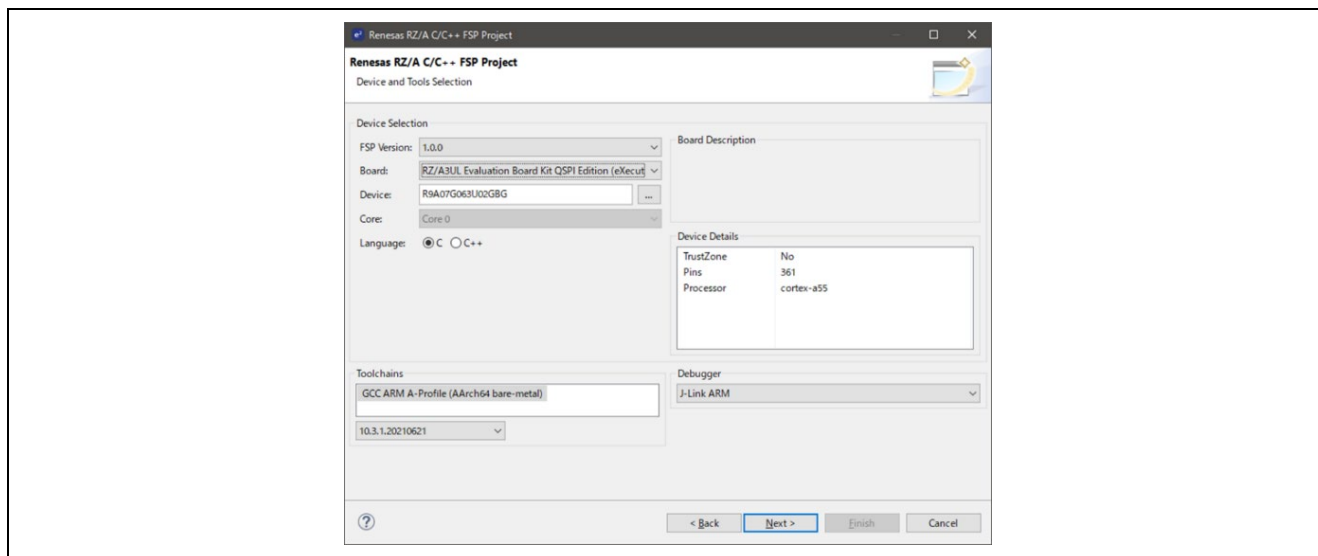 Renesas RZ/A C/C++ FSP Project
Renesas RZ/A C/C++ FSP Project
Device and Tools Selection
Device Selection
FSP Version: 1.0.0
Board: RZ/A3UL Evaluation Board Kit QSPI Edition (eXecut
Device: R9A07G063U02GBG ...
Core: Core 0
Language: C C++
Board Description
Device Details
TrustZone No
Pins 361
Processor cortex-a55
Toolchains
GCC ARM A-Profile (AArch64 bare-metal)
10.3.1.20210621
Debugger
J-Link ARM
? < Back Next > Finish Cancel